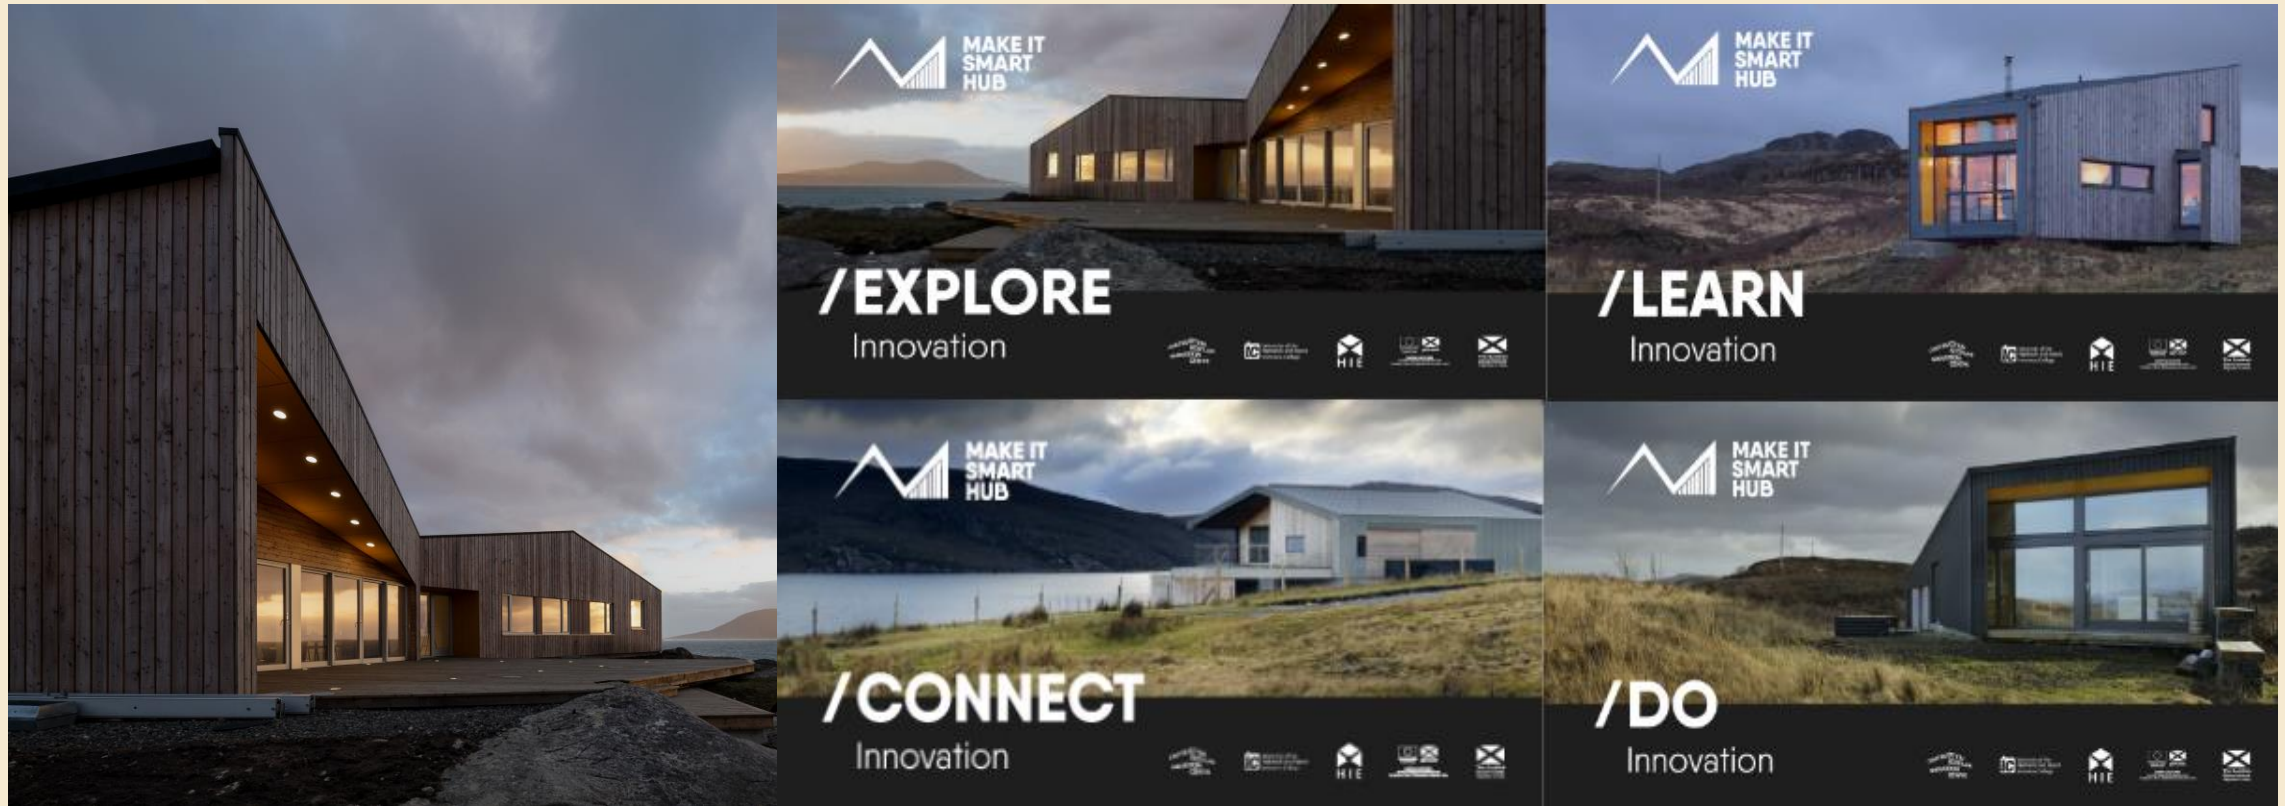 MAKE IT
SMART
HUB
/EXPLORE
Innovation
HIE
MAKE IT
SMART
HUB
/LEARN
Innovation
HIE
MAKE IT
SMART
HUB
/CONNECT
Innovation
HIE
MAKE IT
SMART
HUB
/DO
Innovation
HIE